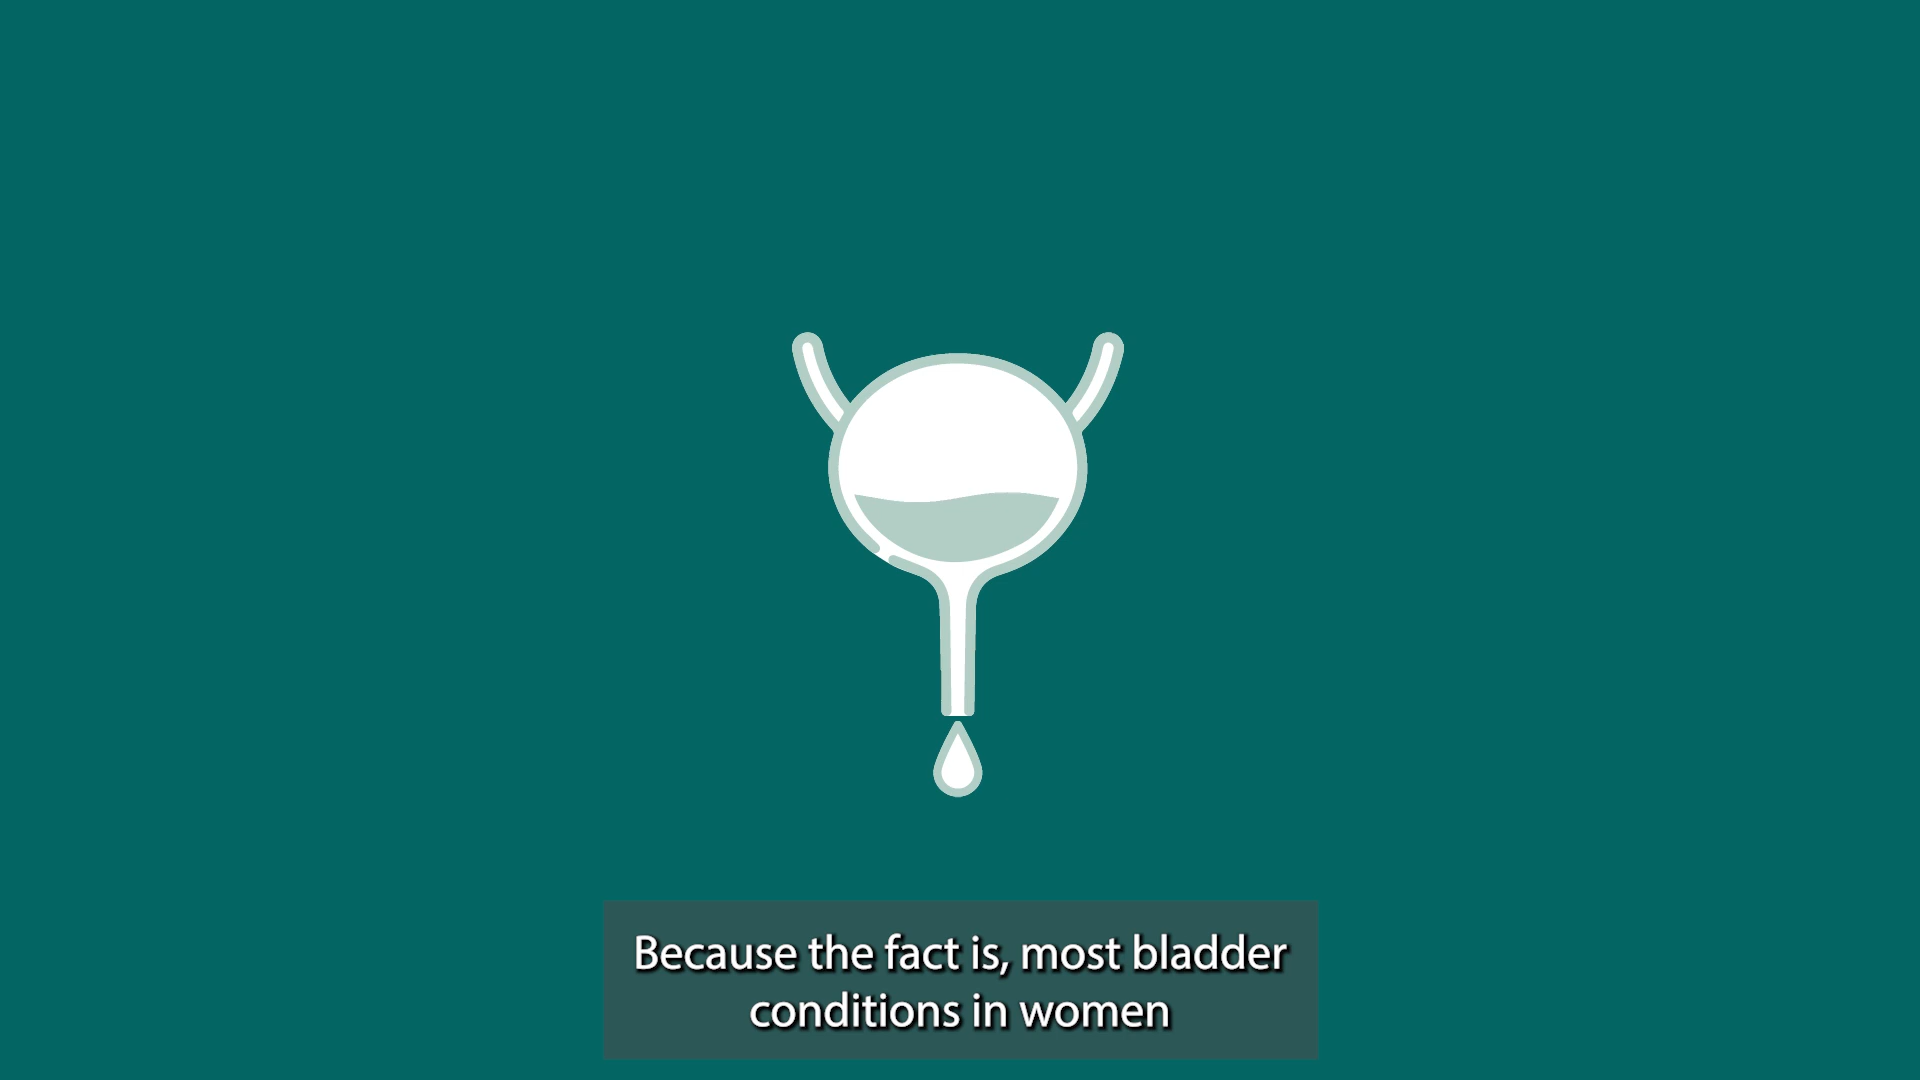 Because the fact is, most bladder
conditions in women